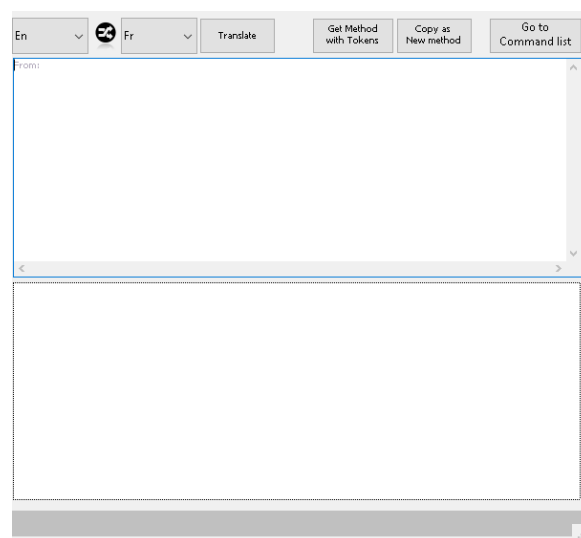 En
Fr
Translate
Get Method
with Tokens
Copy as
New method
Go to
Command list
From: